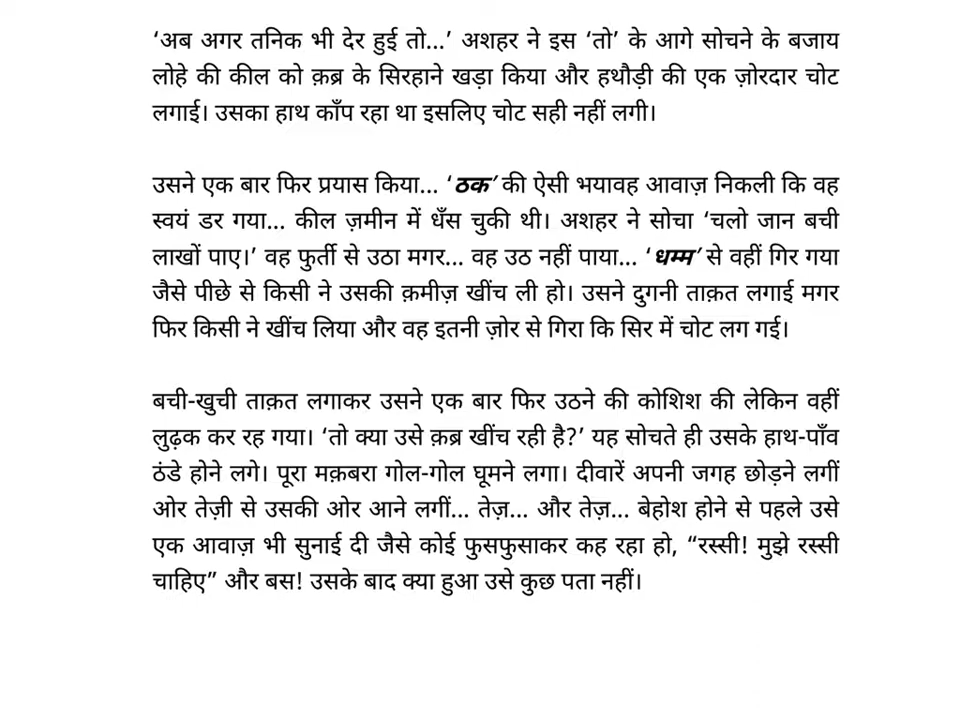 ‘अब अगर तनिक भी देर हुई तो...’ अशहर ने इस ‘तो’ के आगे सोचने के बजाय
लोहे की कील को क़ब्र के सिरहाने खड़ा किया और हथौड़ी की एक ज़ोरदार चोट
लगाई। उसका हाथ काँप रहा था इसलिए चोट सही नहीं लगी।
उसने एक बार फिर प्रयास किया... ‘ठक’ की ऐसी भयावह आवाज़ निकली कि वह
स्वयं डर गया... कील ज़मीन में धँस चुकी थी। अशहर ने सोचा ‘चलो जान बची
लाखों पाए।’ वह फुर्ती से उठा मगर... वह उठ नहीं पाया... ‘धम्म’ से वहीं गिर गया
जैसे पीछे से किसी ने उसकी क़मीज़ खींच ली हो। उसने दुगनी ताक़त लगाई मगर
फिर किसी ने खींच लिया और वह इतनी ज़ोर से गिरा कि सिर में चोट लग गई।
बची-खुची ताक़त लगाकर उसने एक बार फिर उठने की कोशिश की लेकिन वहीं
लुढ़क कर रह गया। ‘तो क्या उसे क़ब्र खींच रही है?’ यह सोचते ही उसके हाथ-पाँव
ठंडे होने लगे। पूरा मक़बरा गोल-गोल घूमने लगा। दीवारें अपनी जगह छोड़ने लगीं
ओर तेज़ी से उसकी ओर आने लगीं... तेज़... और तेज़... बेहोश होने से पहले उसे
एक आवाज़ भी सुनाई दी जैसे कोई फुसफुसाकर कह रहा हो, “रस्सी! मुझे रस्सी
चाहिए” और बस! उसके बाद क्या हुआ उसे कुछ पता नहीं।